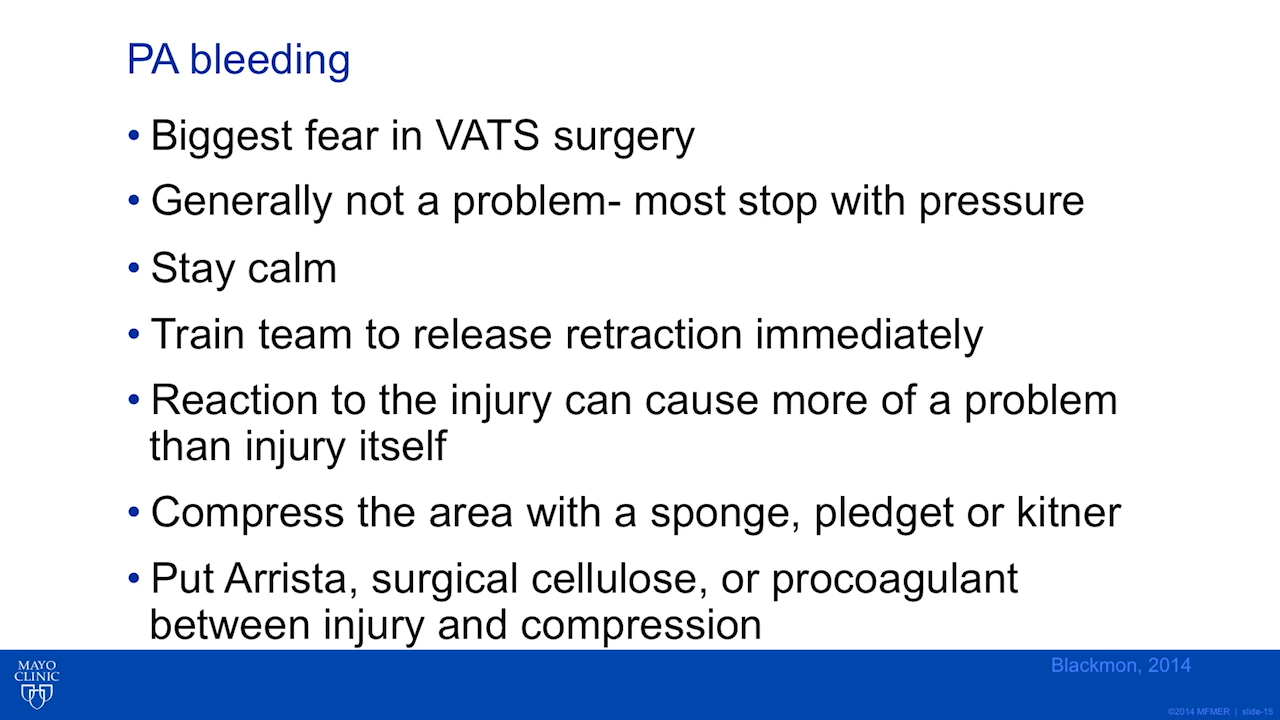 PA bleeding
• Biggest fear in VATS surgery
• Generally not a problem- most stop with pressure
• Stay calm
• Train team to release retraction immediately
• Reaction to the injury can cause more of a problem
than injury itself
• Compress the area with a sponge, pledget or kitner
• Put Arrista, surgical cellulose, or procoagulant
between injury and compression
Blackmon, 2014
MAYO
CLINIC
©2014 MFMER | slide-15